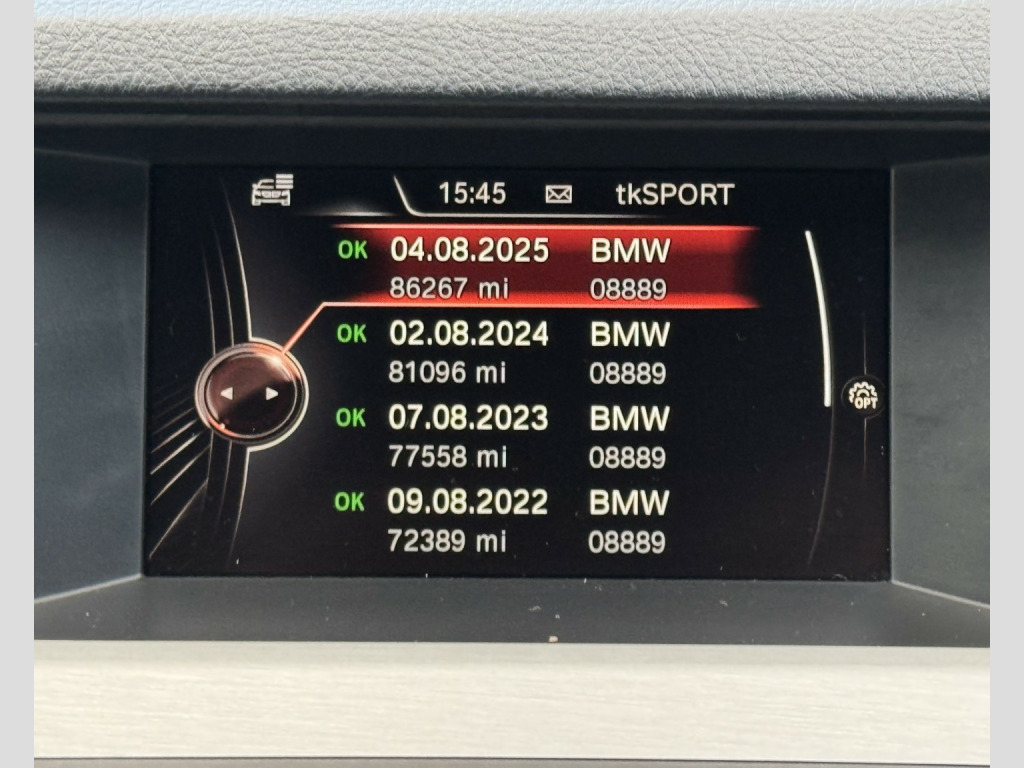 15:45 tkSPORT
OK 04.08.2025 BMW
86267 mi 08889
OK 02.08.2024 BMW
81096 mi 08889
OK 07.08.2023 BMW
77558 mi 08889
OK 09.08.2022 BMW
72389 mi 08889
OPT